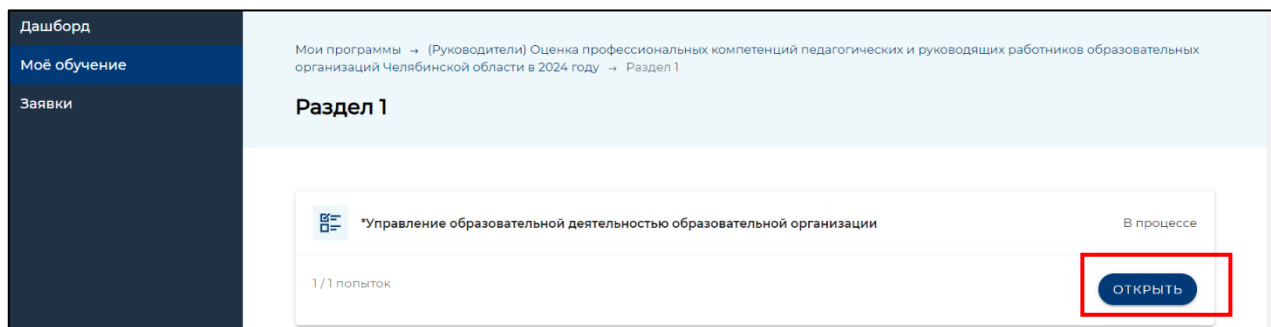 Дашборд
Моё обучение
Заявки
Мои программы → (Руководители) Оценка профессиональных компетенций педагогических и руководящих работников образовательных
организаций Челябинской области в 2024 году → Раздел 1
Раздел 1
*Управление образовательной деятельностью образовательной организации
В процессе
1 / 1 попыток
ОТКРЫТЬ